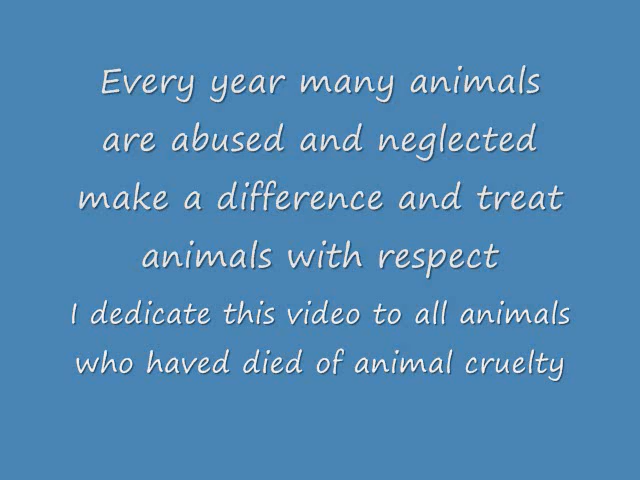 Every year many animals
are abused and neglected
make a difference and treat
animals with respect
I dedicate this video to all animals
who haved died of animal cruelty